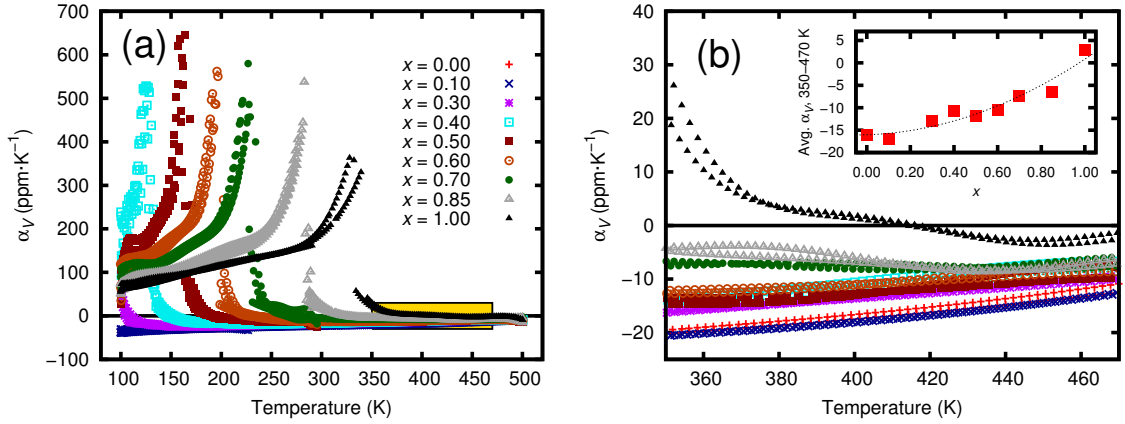 (a)
700
600
500
400
300
200
100
0
−100
α_V (ppm·K⁻¹)
100 150 200 250 300 350 400 450 500
Temperature (K)
x = 0.00
x = 0.10
x = 0.30
x = 0.40
x = 0.50
x = 0.60
x = 0.70
x = 0.85
x = 1.00
(b)
40
30
20
10
0
−10
−20
α_V (ppm·K⁻¹)
360 380 400 420 440 460
Temperature (K)
Avg. α_V, 350–470 K
5
0
−5
−10
−15
−20
0.00 0.20 0.40 0.60 0.80 1.00
x